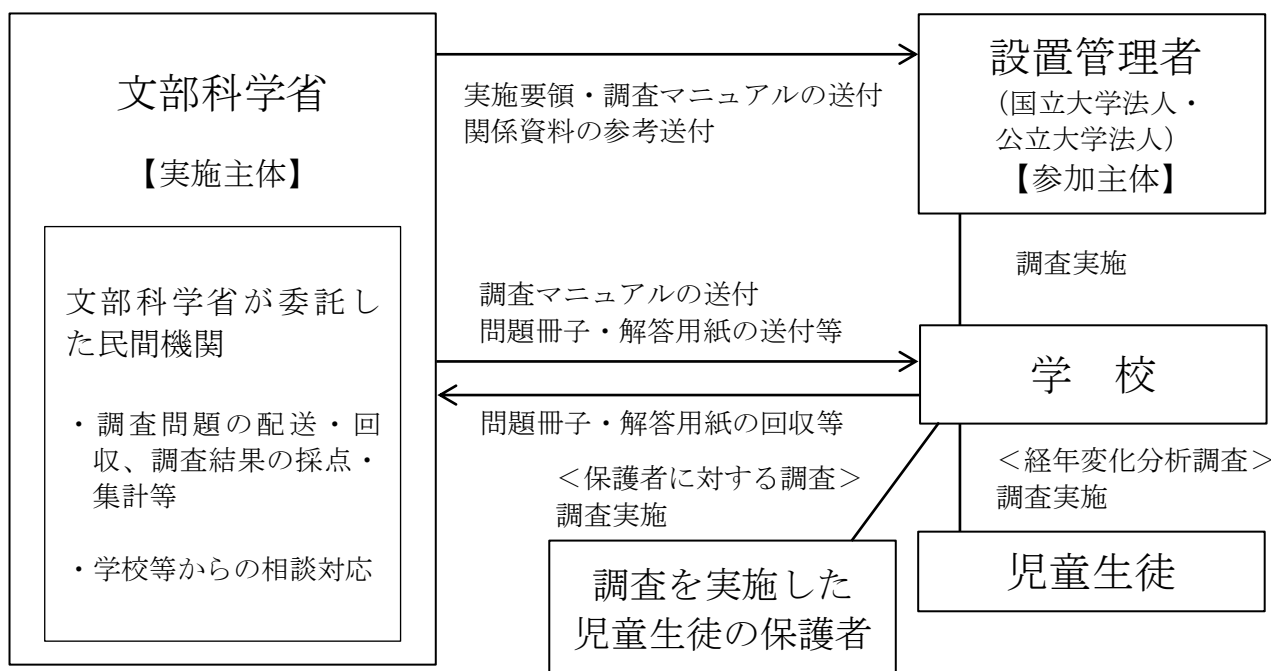 文部科学省
【実施主体】
文部科学省が委託し
た民間機関
・調査問題の配送・回
収、調査結果の採点・
集計等
・学校等からの相談対応
実施要領・調査マニュアルの送付
関係資料の参考送付
設置管理者
（国立大学法人・
公立大学法人）
【参加主体】
調査実施
調査マニュアルの送付
問題冊子・解答用紙の送付等
学　校
問題冊子・解答用紙の回収等
＜保護者に対する調査＞
調査実施
＜経年変化分析調査＞
調査実施
調査を実施した
児童生徒の保護者
児童生徒